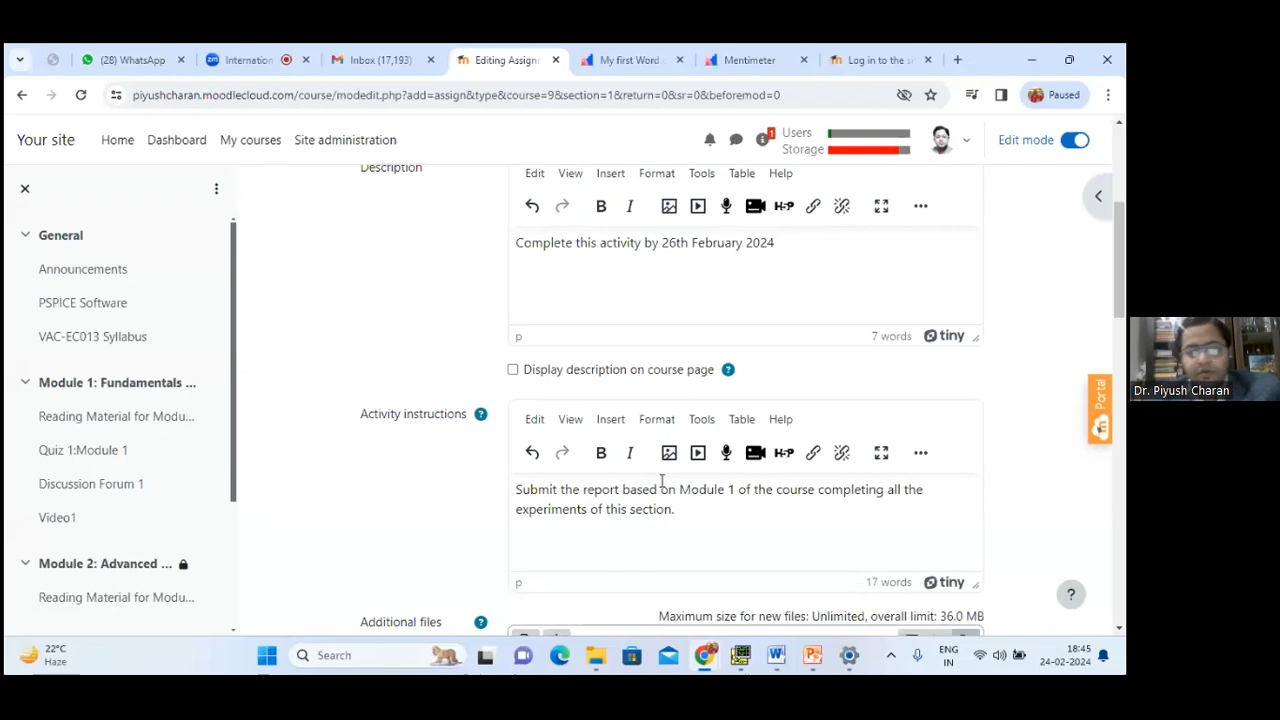 (28) WhatsApp
Internation
Inbox (17,193)
Editing Assignm
My first Word
Mentimeter
Log in to the si
piyushcharan.moodlecloud.com/course/modedit.php?add=assign&type&course=9&section=1&return=0&sr=0&beforemod=0
Paused
Your site
Home
Dashboard
My courses
Site administration
1
Users
Storage
Edit mode
General
Announcements
PSPICE Software
VAC-EC013 Syllabus
Module 1: Fundamentals ...
Reading Material for Modu...
Quiz 1:Module 1
Discussion Forum 1
Video1
Module 2: Advanced ...
Reading Material for Modu...
Description
Edit View Insert Format Tools Table Help
B I H-P
Complete this activity by 26th February 2024
p 7 words tiny
Display description on course page ?
Activity instructions ?
Edit View Insert Format Tools Table Help
B I H-P
Submit the report based on Module 1 of the course completing all the
experiments of this section.
p 17 words tiny
Maximum size for new files: Unlimited, overall limit: 36.0 MB
Additional files ?
Portal
?
Dr. Piyush Charan
22°C
Haze
Search
ENG
IN
18:45
24-02-2024